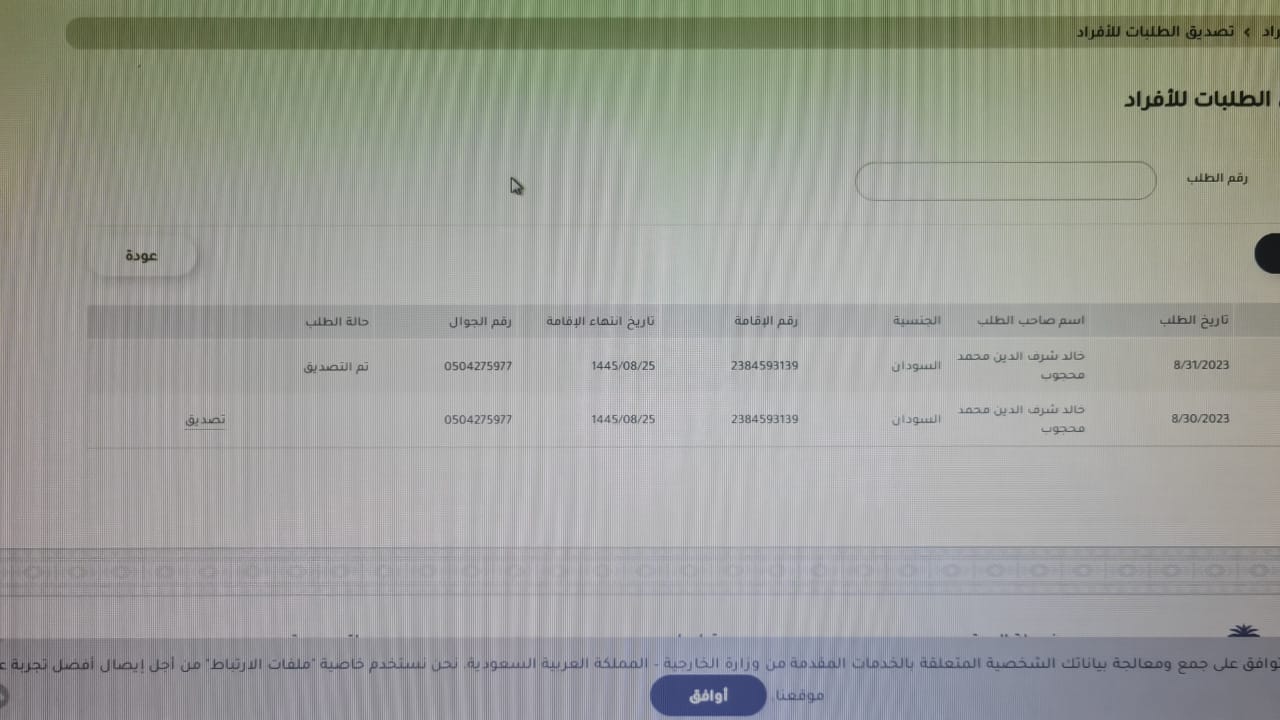 تصديق الطلبات للأفراد
الطلبات للأفراد
رقم الطلب
عودة
تاريخ الطلب اسم صاحب الطلب الجنسية رقم الإقامة تاريخ انتهاء الإقامة رقم الجوال حالة الطلب
8/31/2023 خالد شرف الدين محمد محجوب السودان 2384593139 1445/08/25 0504275977 تم التصديق
8/30/2023 خالد شرف الدين محمد محجوب السودان 2384593139 1445/08/25 0504275977 تصديق
توافق على جمع ومعالجة بياناتك الشخصية المتعلقة بالخدمات المقدمة من وزارة الخارجية - المملكة العربية السعودية. نحن نستخدم خاصية "ملفات الارتباط" من أجل إيصال أفضل تجربة
موقعنا.
أوافق